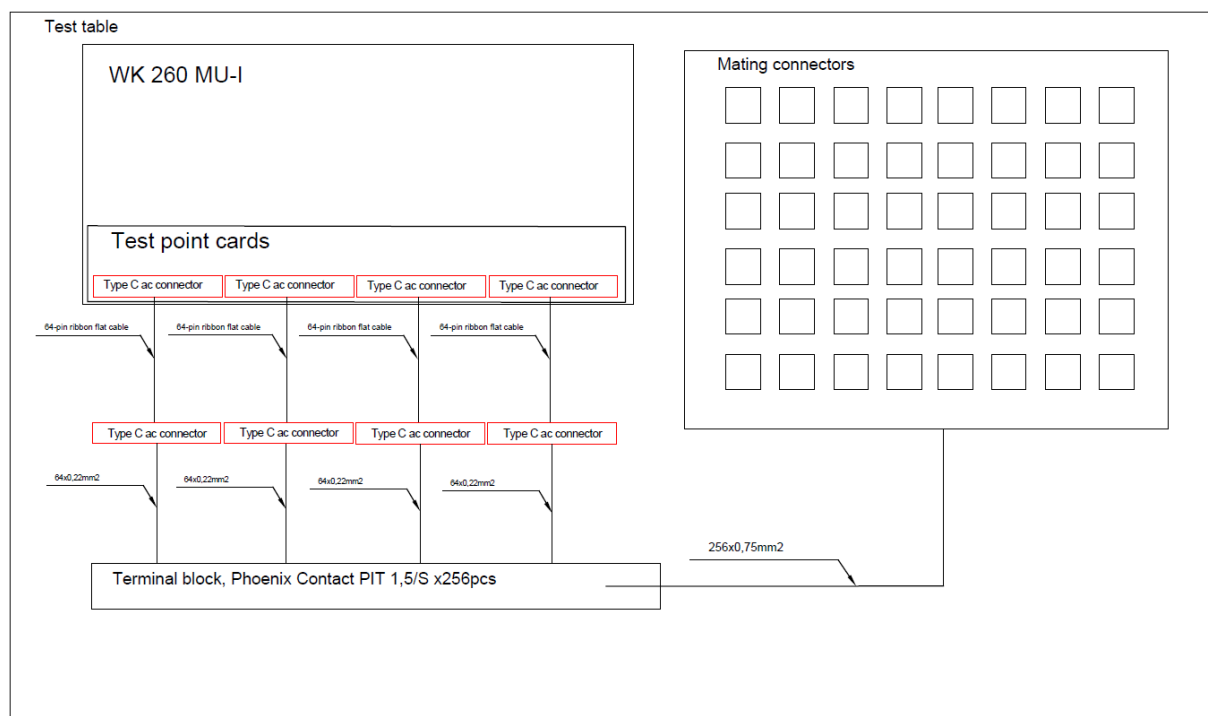 Test table
WK 260 MU-I
Mating connectors
Test point cards
Type C ac connector
Type C ac connector
Type C ac connector
Type C ac connector
64-pin ribbon flat cable
64-pin ribbon flat cable
64-pin ribbon flat cable
64-pin ribbon flat cable
Type C ac connector
Type C ac connector
Type C ac connector
Type C ac connector
64x0,22mm2
64x0,22mm2
64x0,22mm2
64x0,22mm2
256x0,75mm2
Terminal block, Phoenix Contact PIT 1,5/S x256pcs